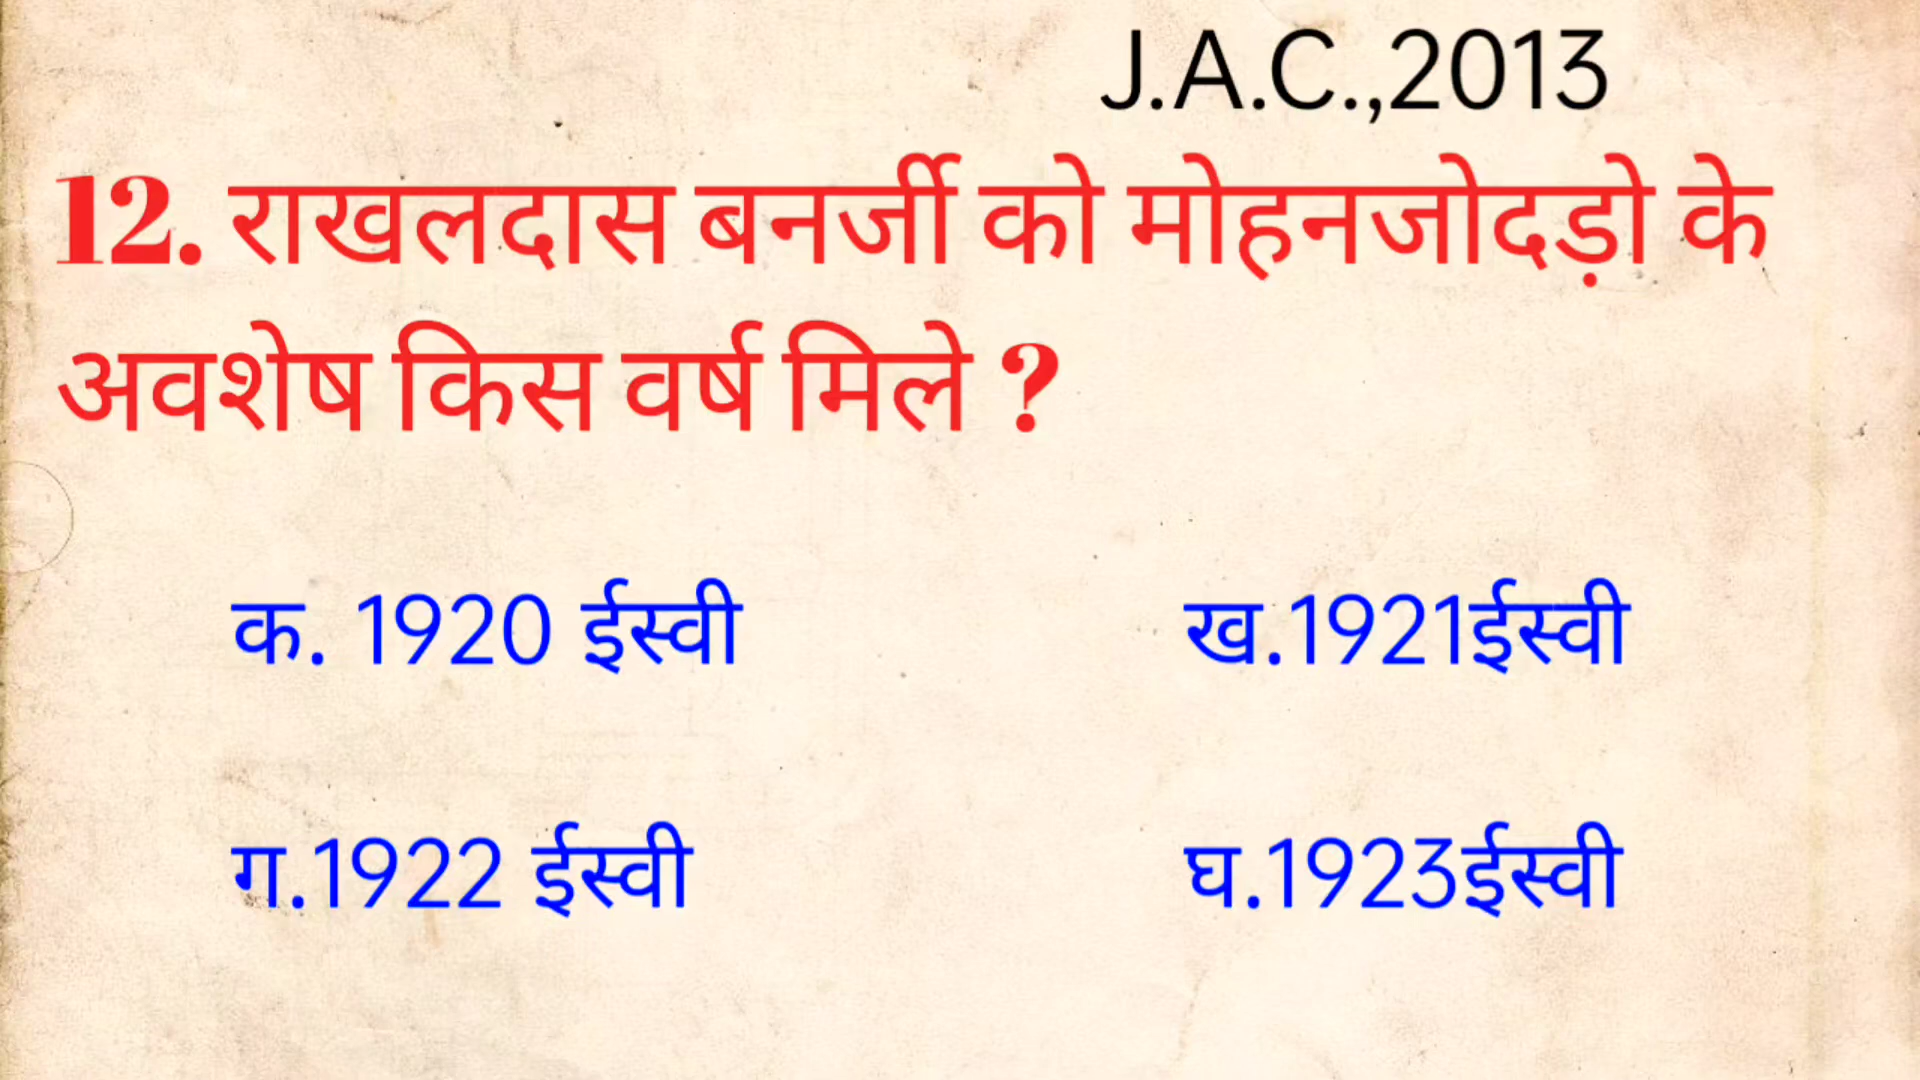 J.A.C.,2013
12. राखलदास बनर्जी को मोहनजोदड़ो के
अवशेष किस वर्ष मिले ?
क. 1920 ईस्वी
ख.1921ईस्वी
ग.1922 ईस्वी
घ.1923ईस्वी